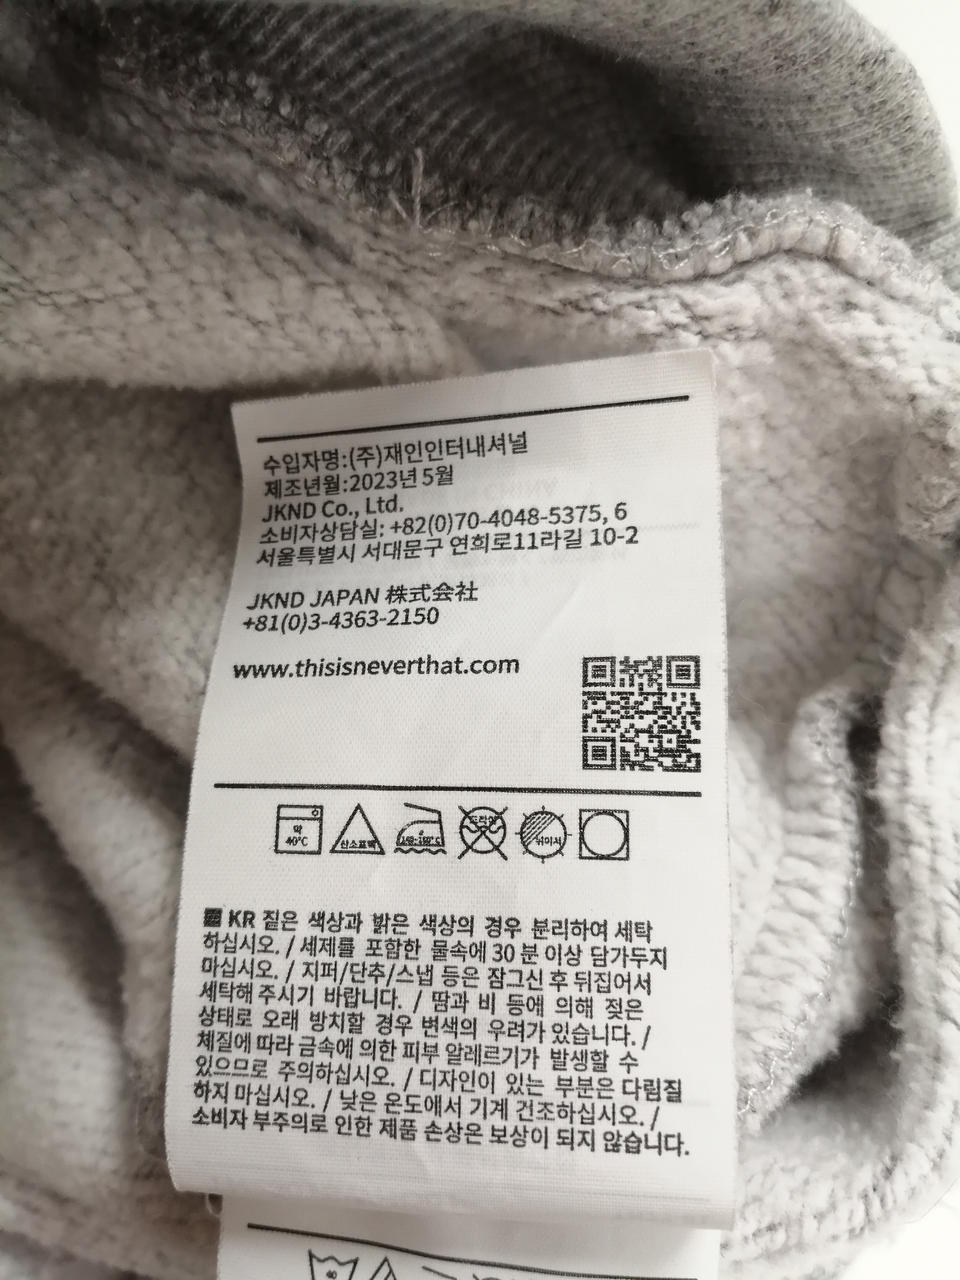 수입자명:(주)재인인터내셔널
제조년월:2023년 5월
JKND Co., Ltd.
소비자상담실: +82(0)70-4048-5375, 6
서울특별시 서대문구 연희로11라길 10-2
JKND JAPAN 株式会社
+81(0)3-4363-2150
www.thisisneverthat.com
약
40℃
산소표백
드라이
뉘어서
KR 짙은 색상과 밝은 색상의 경우 분리하여 세탁
하십시오. / 세제를 포함한 물속에 30 분 이상 담가두지
마십시오. / 지퍼/단추/스냅 등은 잠그신 후 뒤집어서
세탁해 주시기 바랍니다. / 땀과 비 등에 의해 젖은
상태로 오래 방치할 경우 변색의 우려가 있습니다. /
체질에 따라 금속에 의한 피부 알레르기가 발생할 수
있으므로 주의하십시오. / 디자인이 있는 부분은 다림질
하지 마십시오. / 낮은 온도에서 기계 건조하십시오. /
소비자 부주의로 인한 제품 손상은 보상이 되지 않습니다.
40